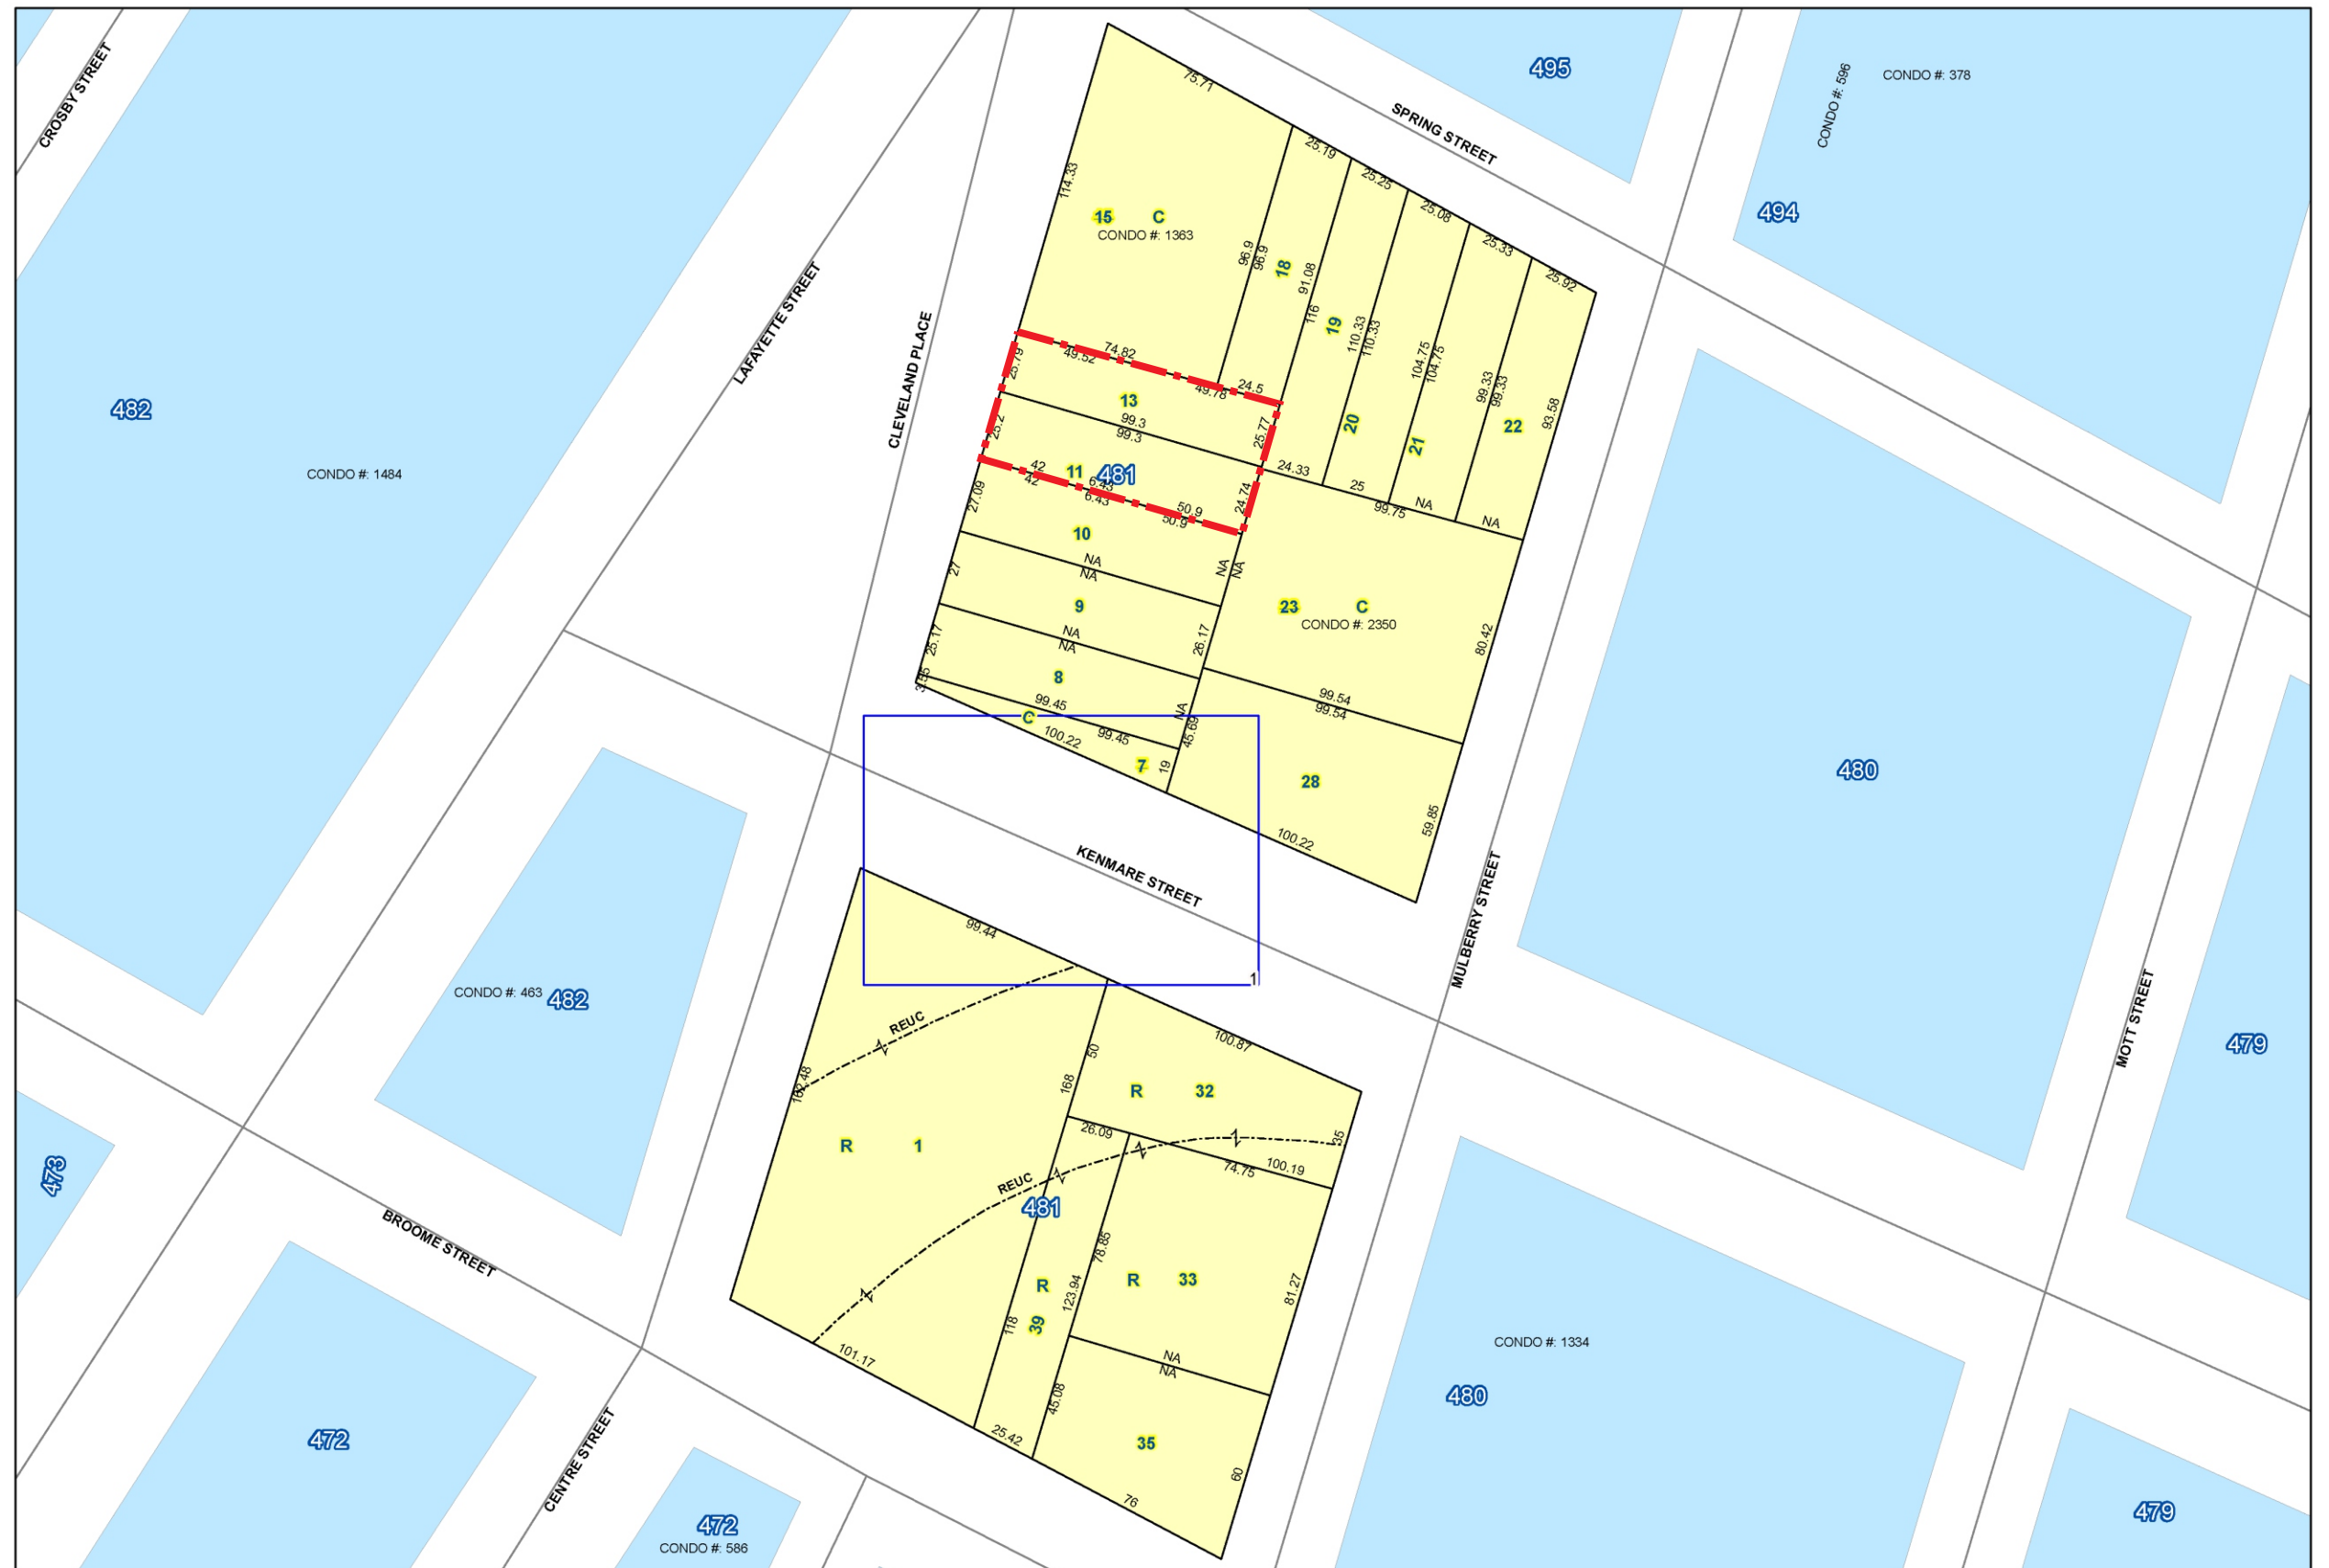 CROSBY STREET
495
CONDO #: 596
CONDO #: 378
494
SPRING STREET
75.71
25.19
25.25
25.08
25.33
25.92
114.33
15 C
CONDO #: 1363
96.9
96.9
18
91.08
116
19
110.33
110.33
104.75
104.75
99.33
99.33
93.58
20
21
22
LAFAYETTE STREET
CLEVELAND PLACE
482
CONDO #: 1484
74.82
49.52
49.78
24.5
25.79
13
99.3
99.3
25.77
25.2
42
42
11
481
6.43
6.43
50.9
50.9
24.74
24.33
25
99.75
NA
NA
27.09
10
NA
NA
NA
NA
27
9
NA
NA
26.17
23 C
CONDO #: 2350
80.42
25.17
8
3.55
99.45
99.45
C
100.22
7
19
NA
45.69
99.54
99.54
28
59.85
100.22
480
KENMARE STREET
MULBERRY STREET
MOTT STREET
479
1
99.44
CONDO #: 463
482
REUC
50
168
100.87
R 32
35
26.09
74.75
100.19
R 1
REUC
481
473
BROOME STREET
78.85
123.94
R 33
81.27
R
39
118
NA
NA
101.17
45.08
25.42
35
60
76
CONDO #: 1334
480
472
CENTRE STREET
472
CONDO #: 586
479